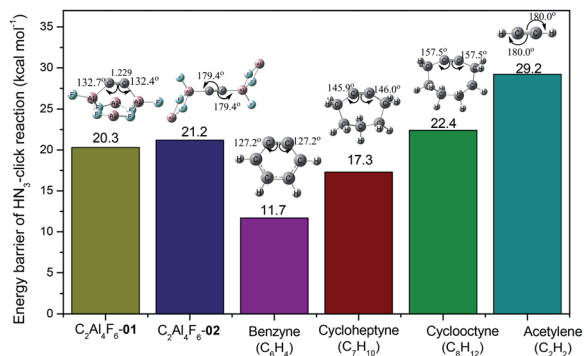 Energy barrier of HN₃-click reaction (kcal mol⁻¹)
35
30
25
20
15
10
5
0
132.7° 1.229 132.4°
20.3
179.4°
179.4°
21.2
127.2° 127.2°
C C
H H
H H
11.7
145.9° 146.0°
17.3
157.5° 157.5°
22.4
180.0°
H C C H
180.0°
29.2
C₂Al₄F₆-01
C₂Al₄F₆-02
Benzyne
(C₆H₄)
Cycloheptyne
(C₇H₁₀)
Cyclooctyne
(C₈H₁₂)
Acetylene
(C₂H₂)